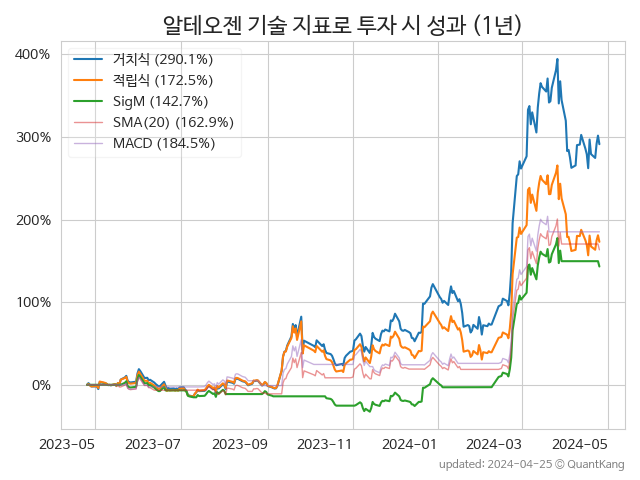 알테오젠 기술 지표로 투자 시 성과 (1년)
거치식 (290.1%)
적립식 (172.5%)
SigM (142.7%)
SMA(20) (162.9%)
MACD (184.5%)
400%
300%
200%
100%
0%
2023-05 2023-07 2023-09 2023-11 2024-01 2024-03 2024-05
updated: 2024-04-25 © QuantKang